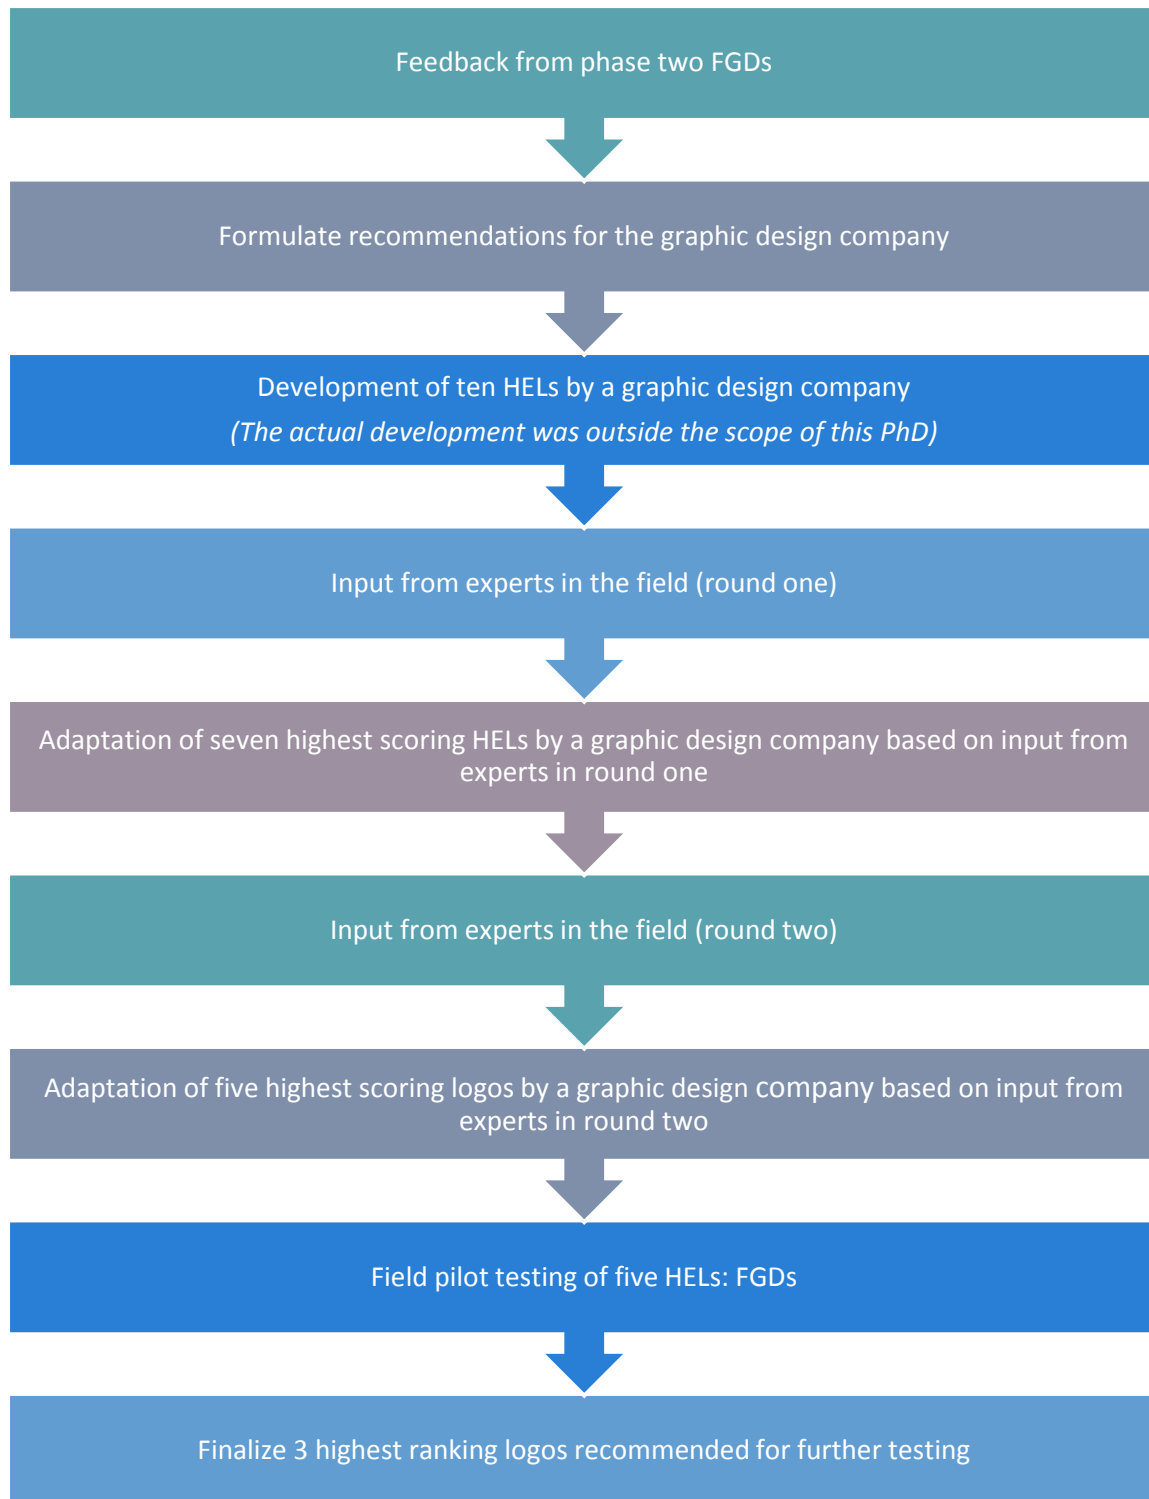 Feedback from phase two FGDs
Formulate recommendations for the graphic design company
Development of ten HELs by a graphic design company
(The actual development was outside the scope of this PhD)
Input from experts in the field (round one)
Adaptation of seven highest scoring HELs by a graphic design company based on input from
experts in round one
Input from experts in the field (round two)
Adaptation of five highest scoring logos by a graphic design company based on input from
experts in round two
Field pilot testing of five HELs: FGDs
Finalize 3 highest ranking logos recommended for further testing